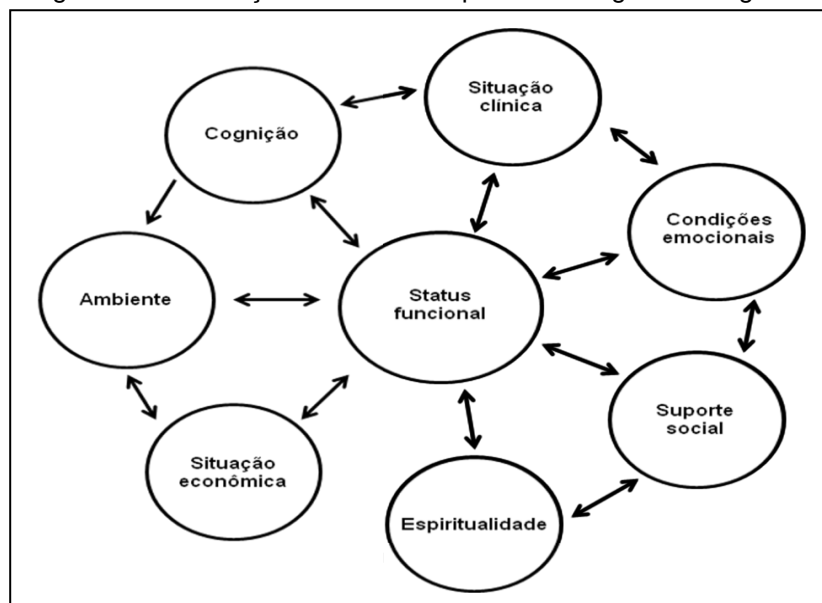 Situação
clínica
Cognição
Condições
emocionais
Ambiente
Status
funcional
Suporte
social
Situação
econômica
Espiritualidade